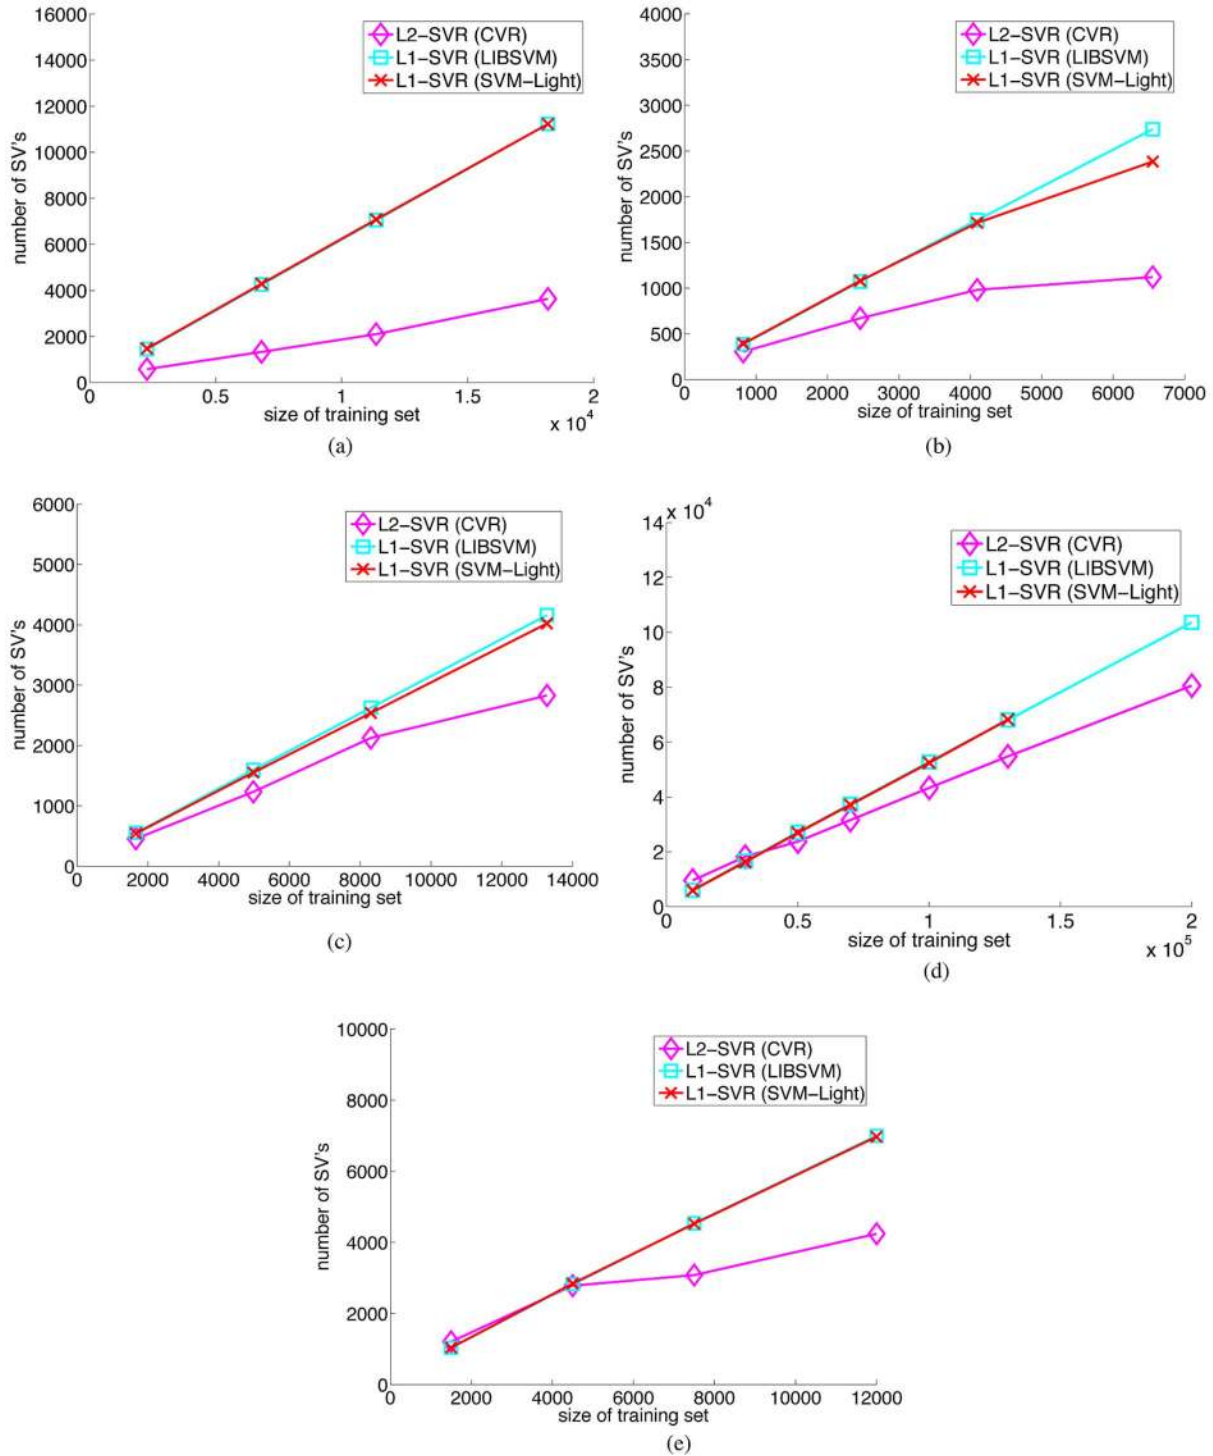 16000
14000
12000
10000
8000
6000
4000
2000
0
number of SV's
L2-SVR (CVR)
L1-SVR (LIBSVM)
L1-SVR (SVM-Light)
0 0.5 1 1.5 2
size of training set
x 10^4
(a)
4000
3500
3000
2500
2000
1500
1000
500
0
number of SV's
L2-SVR (CVR)
L1-SVR (LIBSVM)
L1-SVR (SVM-Light)
0 1000 2000 3000 4000 5000 6000 7000
size of training set
(b)
6000
5000
4000
3000
2000
1000
0
number of SV's
L2-SVR (CVR)
L1-SVR (LIBSVM)
L1-SVR (SVM-Light)
0 2000 4000 6000 8000 10000 12000 14000
size of training set
(c)
x 10^4
14
12
10
8
6
4
2
0
number of SV's
L2-SVR (CVR)
L1-SVR (LIBSVM)
L1-SVR (SVM-Light)
0 0.5 1 1.5 2
size of training set
x 10^5
(d)
10000
8000
6000
4000
2000
0
number of SV's
L2-SVR (CVR)
L1-SVR (LIBSVM)
L1-SVR (SVM-Light)
0 2000 4000 6000 8000 10000 12000
size of training set
(e)